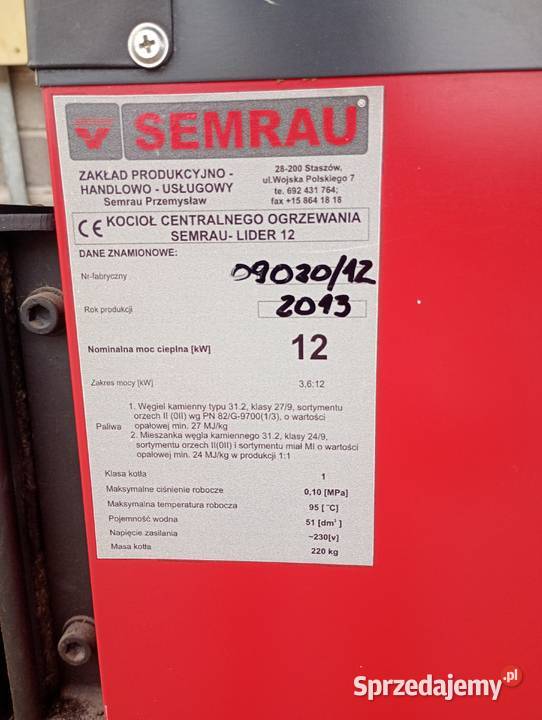 SEMRAU®
ZAKŁAD PRODUKCYJNO -
HANDLOWO - USŁUGOWY
Semrau Przemysław
28-200 Staszów,
ul.Wojska Polskiego 7
te. 692 431 764;
fax +15 864 18 18
CE KOCIOŁ CENTRALNEGO OGRZEWANIA
SEMRAU- LIDER 12
DANE ZNAMIONOWE:
Nr-fabryczny 09020/12
Rok produkcji 2013
Nominalna moc cieplna [kW] 12
Zakres mocy [kW] 3.6:12
Paliwa
1. Węgiel kamienny typu 31.2, klasy 27/9, sortymentu
orzech II (0II) wg PN 82/G-9700(1/3), o wartości
opałowej min. 27 MJ/kg
2. Mieszanka węgla kamiennego 31.2, klasy 24/9,
sortymentu orzech II(0II) i sortymentu miał MI o wartości
opałowej min. 24 MJ/kg w produkcji 1:1
Klasa kotła 1
Maksymalne ciśnienie robocze 0,10 [MPa]
Maksymalna temperatura robocza 95 [°C]
Pojemność wodna 51 [dm³]
Napięcie zasilania ~230[v]
Masa kotła 220 kg
Sprzedajemy.pl